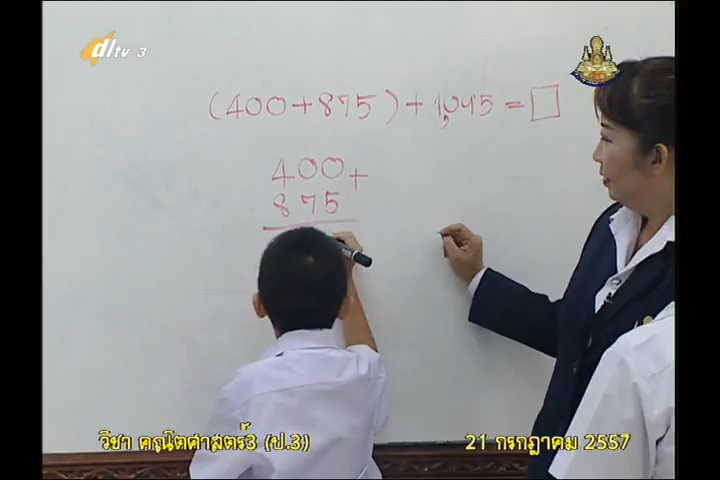 dltv 3
(400+875)+1,045=□
400+
875
วิชา คณิตศาสตร์3 (ป.3)
21 กรกฎาคม 2557